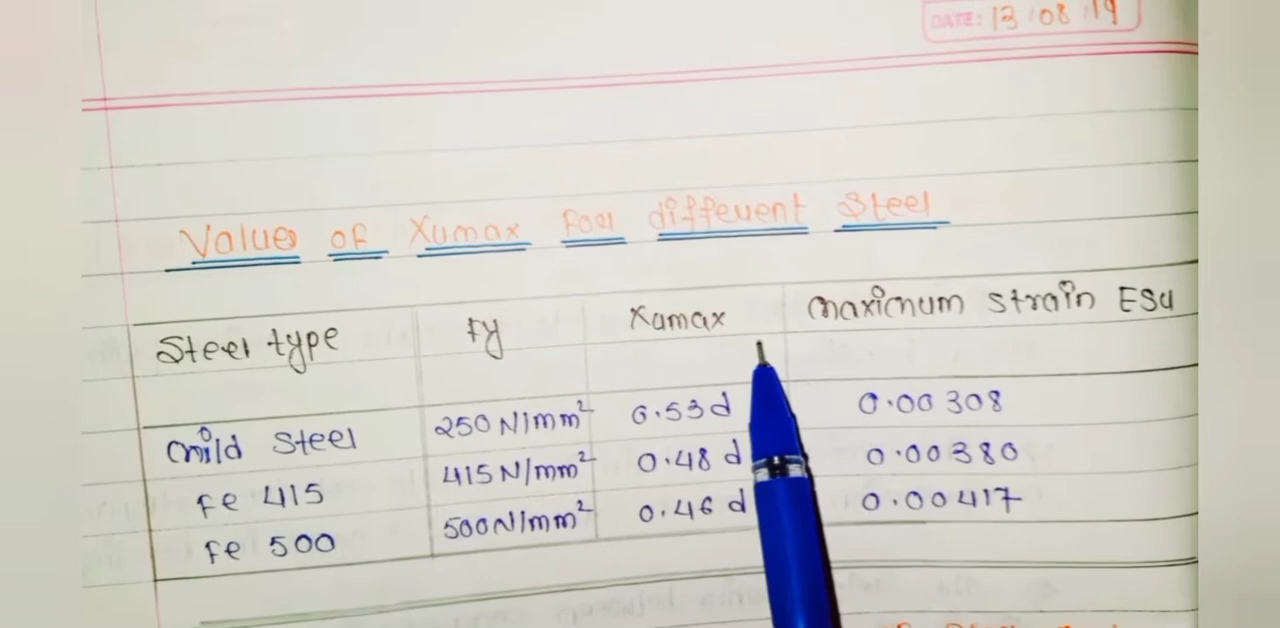 DATE: 13/08/19
Values of Xumax for different Steel
Steel type fy Xumax Maximum strain Esu
Mild Steel 250 N/mm² 0.53d 0.00308
Fe 415 415 N/mm² 0.48 d 0.00380
Fe 500 500 N/mm² 0.46 d 0.00417